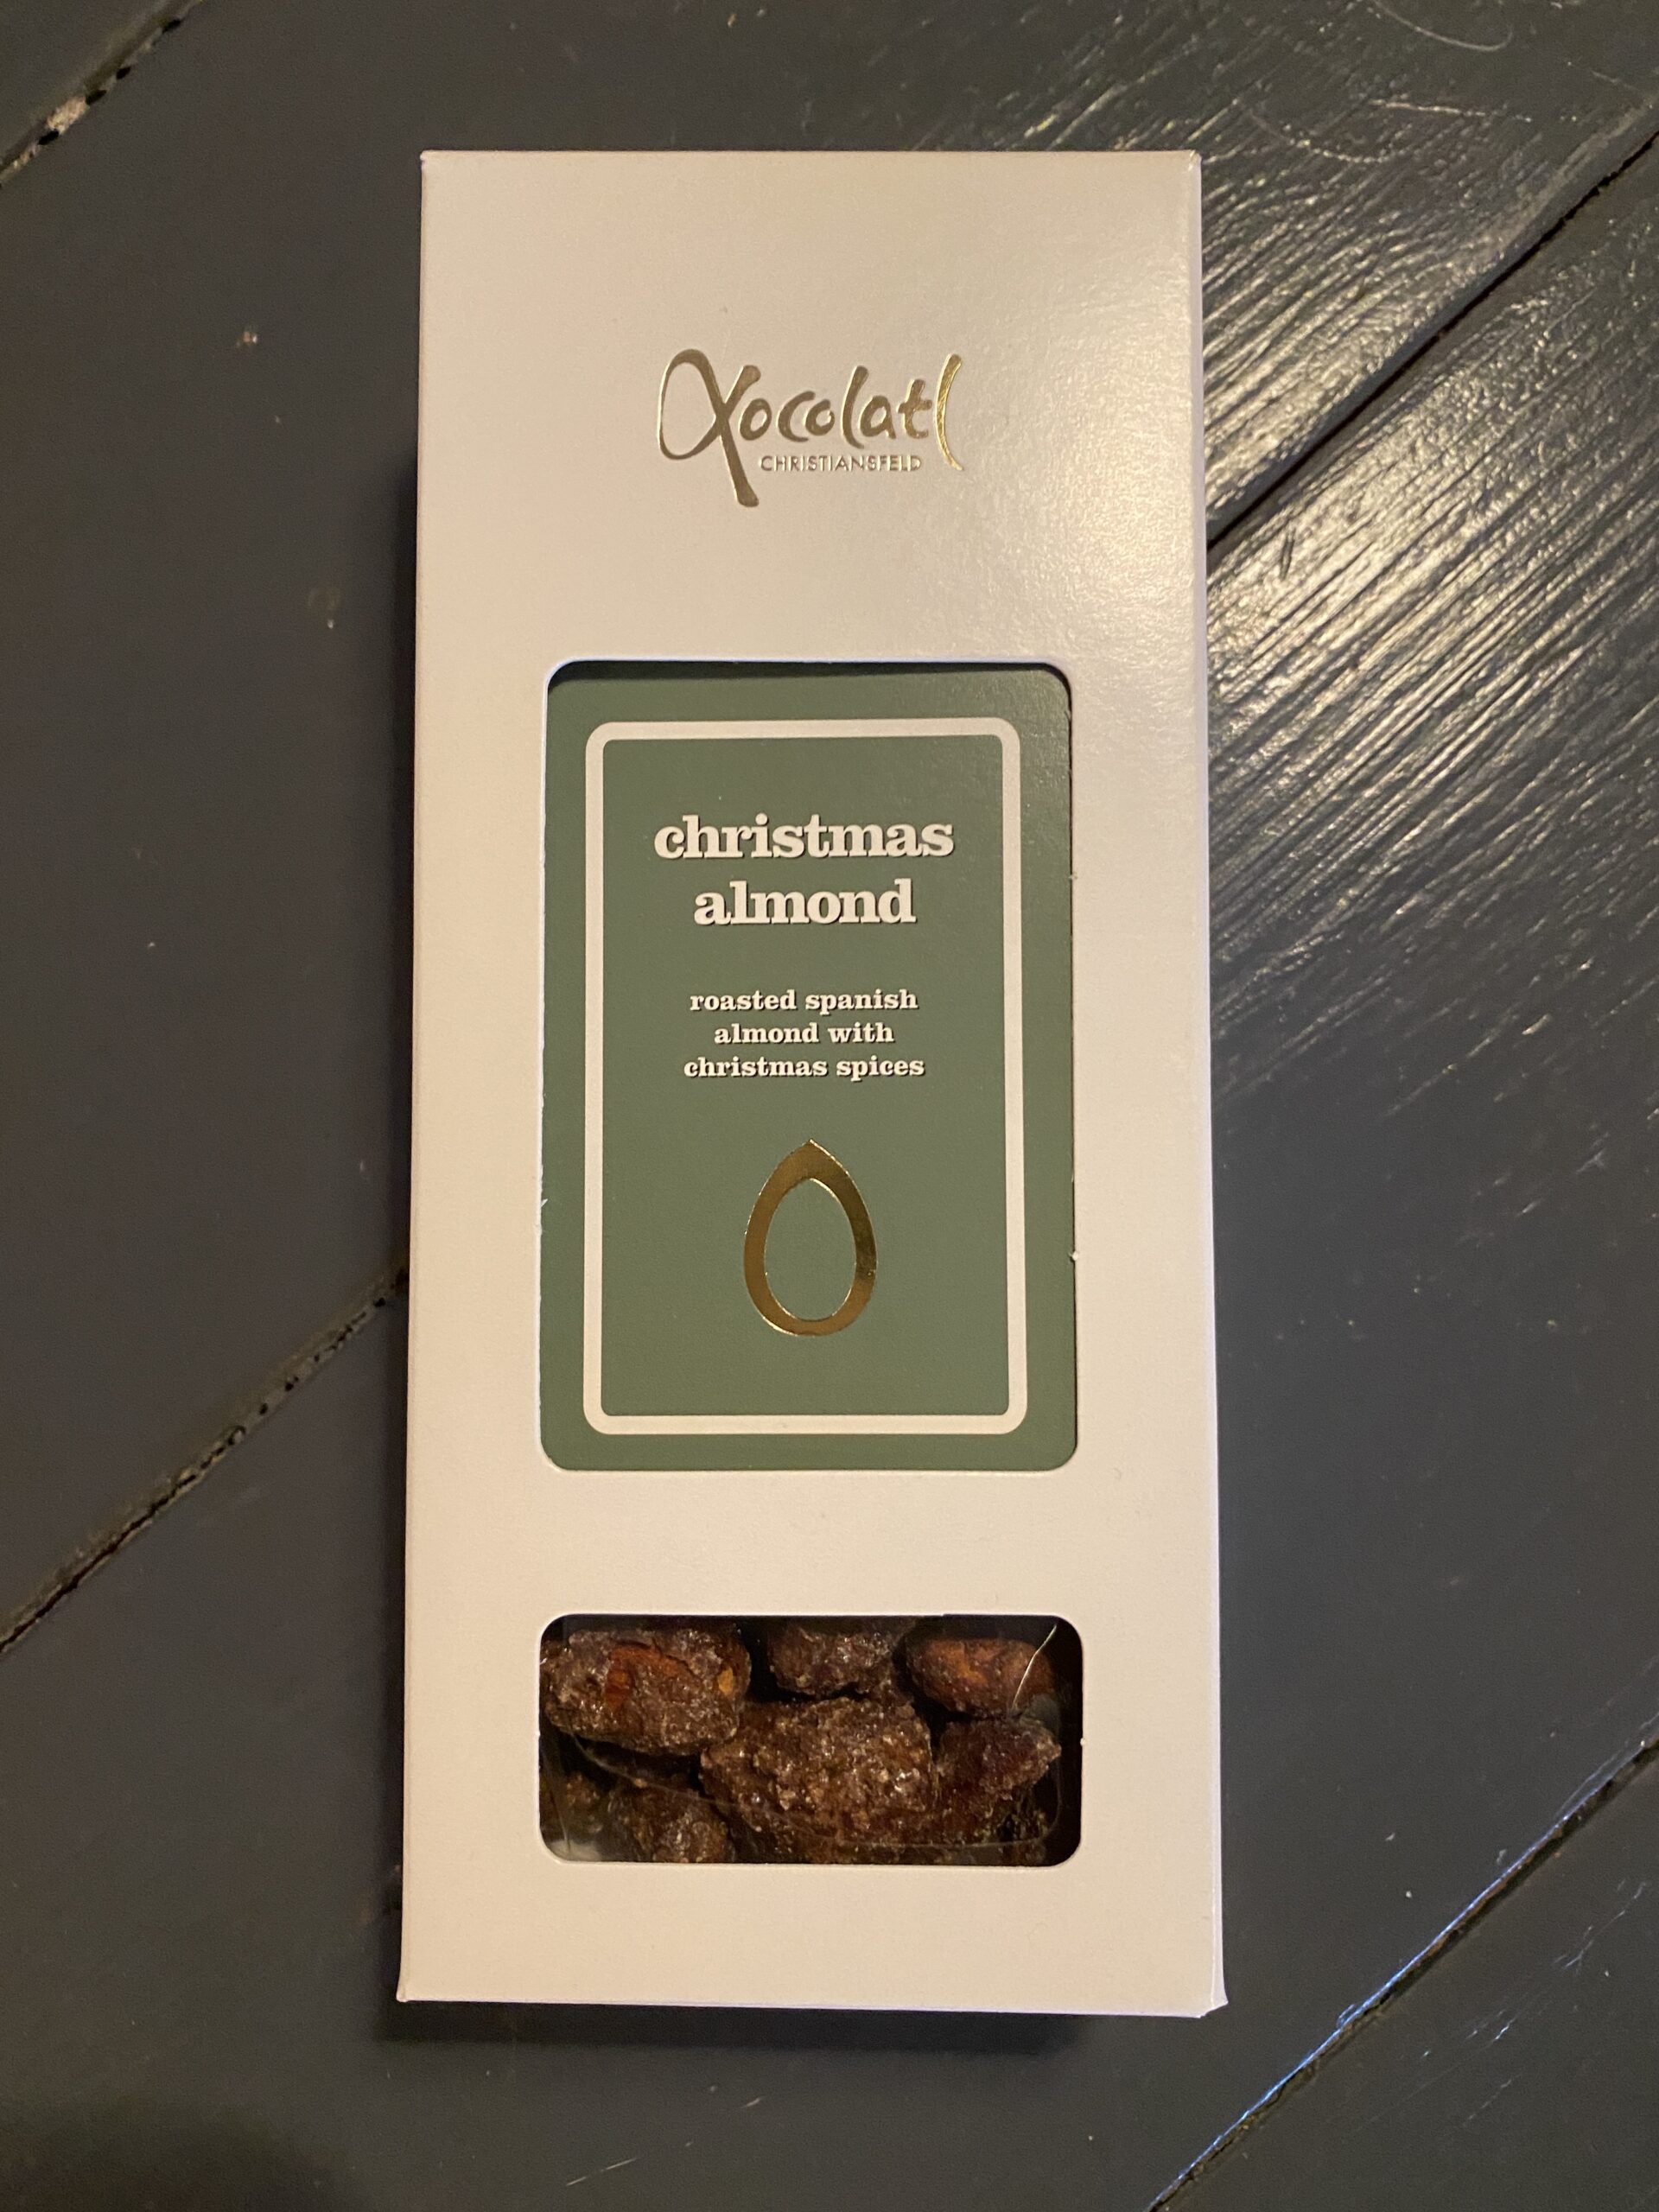 Xocolatl
CHRISTIANSFELD
christmas
almond
roasted spanish
almond with
christmas spices